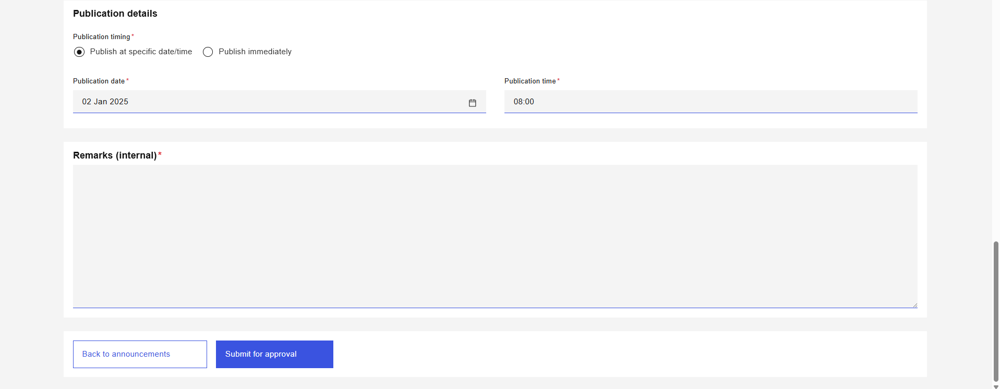 Publication details
Publication timing*
Publish at specific date/time Publish immediately
Publication date* Publication time*
02 Jan 2025 08:00
Remarks (internal)*
Back to announcements Submit for approval